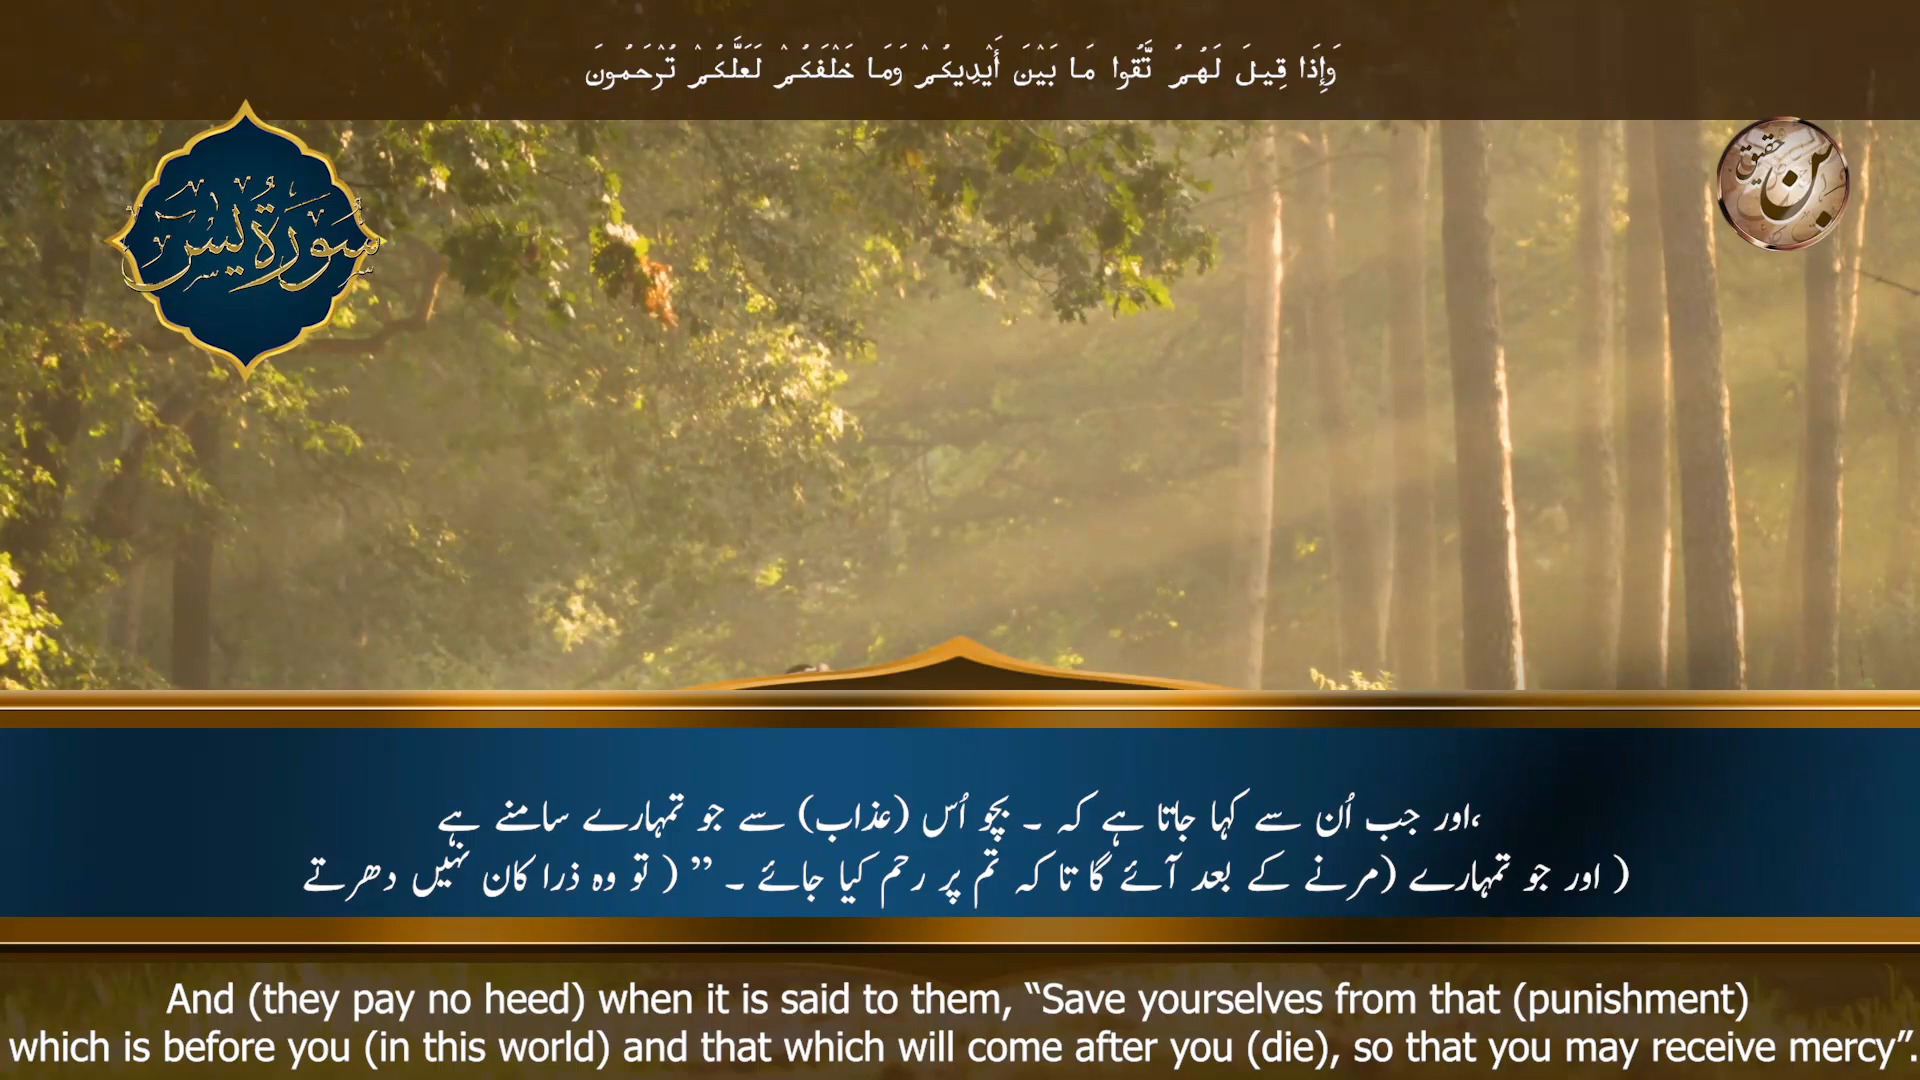 وَإِذَا قِيلَ لَهُمُ تَّقُوا مَا بَيْنَ أَيْدِيكُمْ وَمَا خَلْفَكُمْ لَعَلَّكُمْ تُرْحَمُونَ
سُورَة يٰسٓ
بن حقیق
،اور جب اُن سے کہا جاتا ہے کہ ۔ بچو اُس (عذاب) سے جو تمہارے سامنے ہے
( اور جو تمہارے (مرنے کے بعد آئے گا تا کہ تم پر رحم کیا جائے ۔ ” ( تو وہ ذرا کان نہیں دھرتے
And (they pay no heed) when it is said to them, “Save yourselves from that (punishment)
which is before you (in this world) and that which will come after you (die), so that you may receive mercy”.